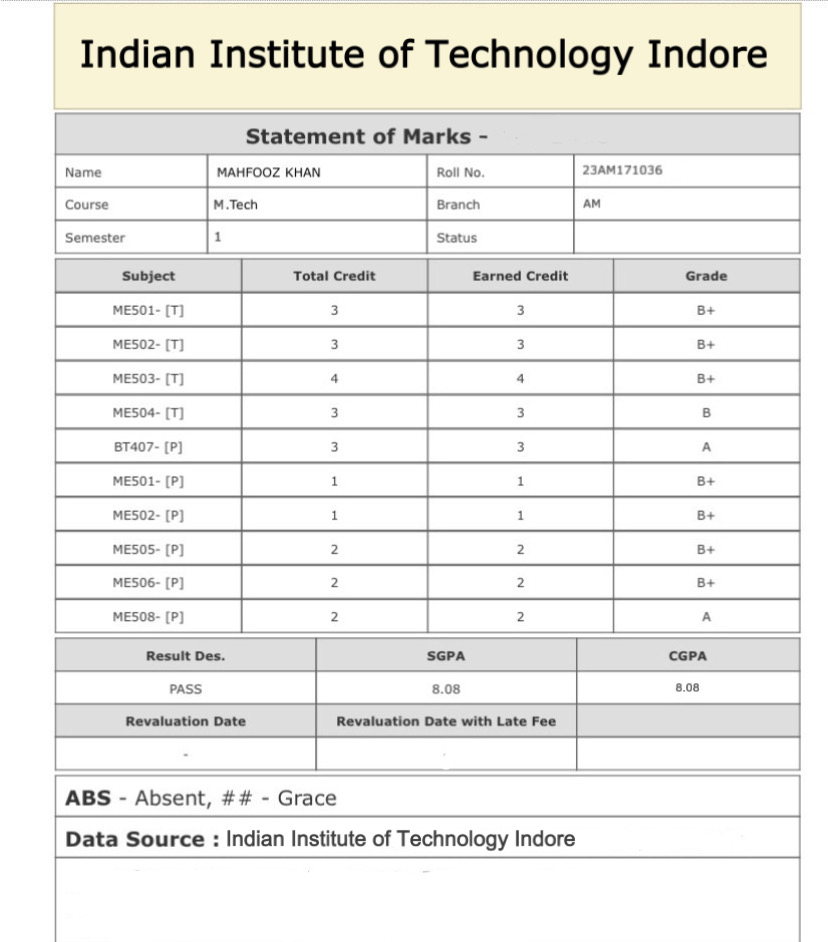 Indian Institute of Technology Indore
Statement of Marks -
Name MAHFOOZ KHAN Roll No. 23AM171036
Course M.Tech Branch AM
Semester 1 Status
Subject Total Credit Earned Credit Grade
ME501- [T] 3 3 B+
ME502- [T] 3 3 B+
ME503- [T] 4 4 B+
ME504- [T] 3 3 B
BT407- [P] 3 3 A
ME501- [P] 1 1 B+
ME502- [P] 1 1 B+
ME505- [P] 2 2 B+
ME506- [P] 2 2 B+
ME508- [P] 2 2 A
Result Des. SGPA CGPA
PASS 8.08 8.08
Revaluation Date Revaluation Date with Late Fee
-
ABS - Absent, ## - Grace
Data Source : Indian Institute of Technology Indore